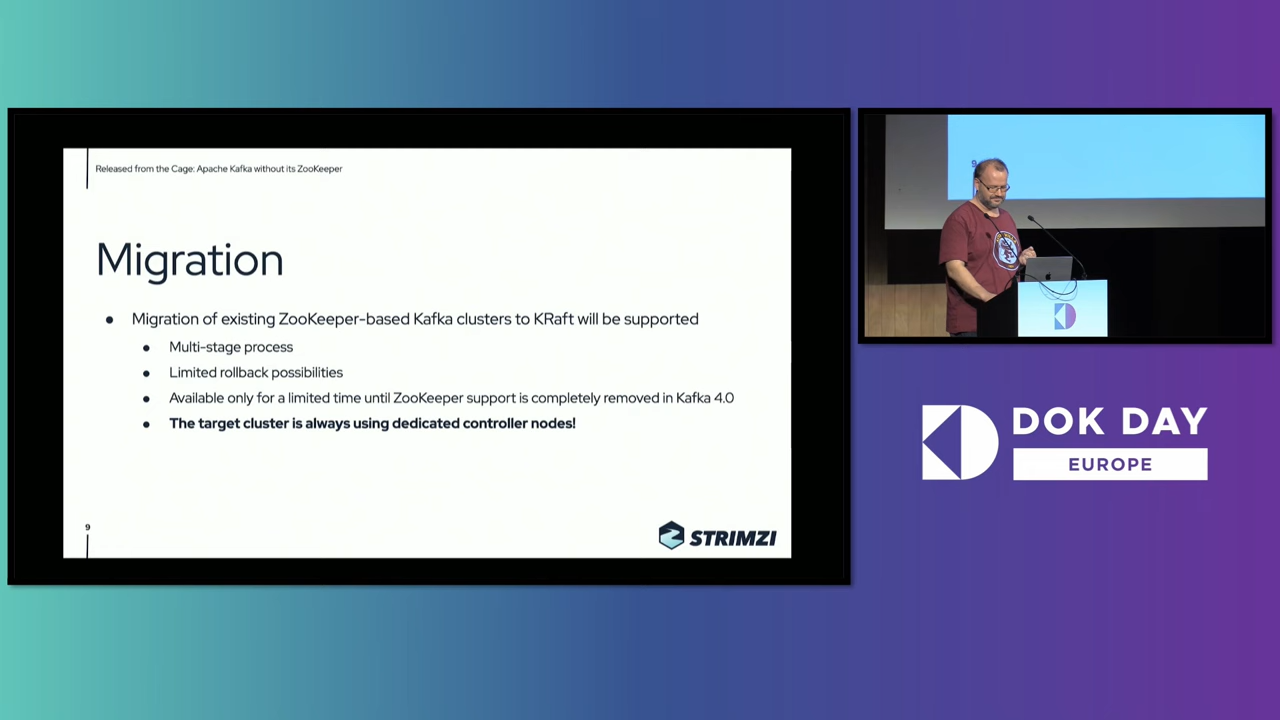 Released from the Cage: Apache Kafka without its ZooKeeper
Migration
● Migration of existing ZooKeeper-based Kafka clusters to KRaft will be supported
● Multi-stage process
● Limited rollback possibilities
● Available only for a limited time until ZooKeeper support is completely removed in Kafka 4.0
● The target cluster is always using dedicated controller nodes!
9
STRIMZI
9
DOK DAY
EUROPE